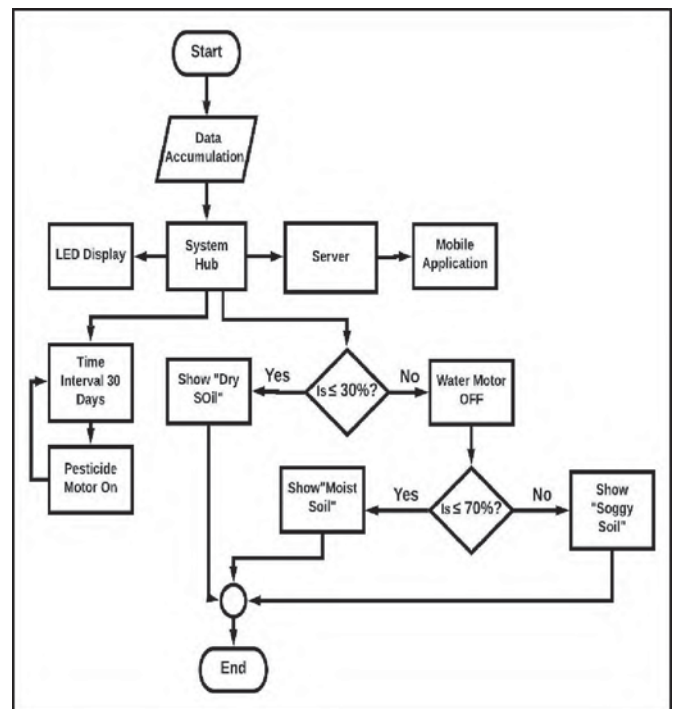 Start
Data
Accumulation
LED Display
System
Hub
Server
Mobile
Application
Time
Interval 30
Days
Pesticide
Motor On
Show "Dry
SOil"
Yes
Is ≤ 30%?
No
Water Motor
OFF
Show"Moist
Soil"
Yes
Is ≤ 70%?
No
Show
"Soggy
Soil"
End